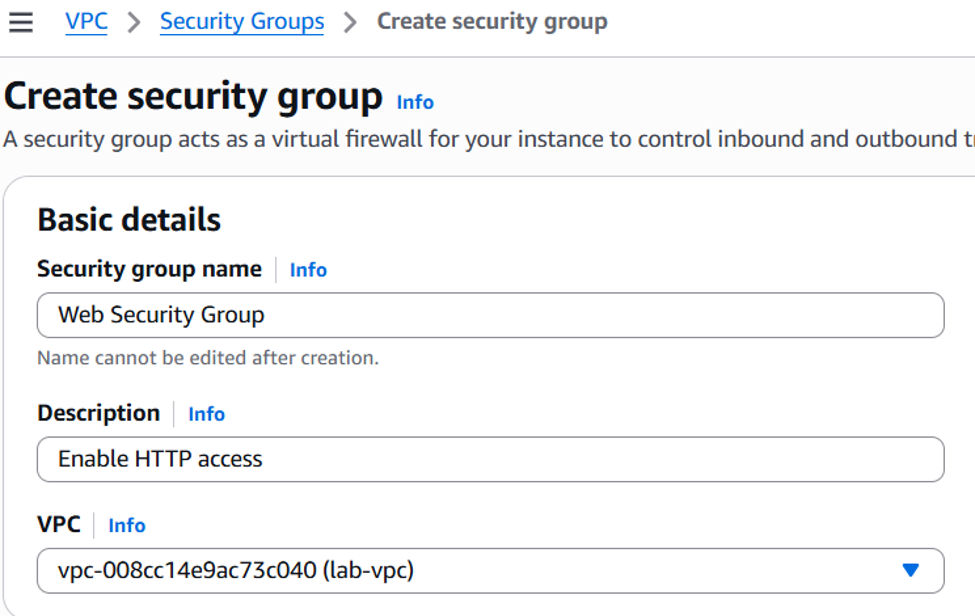 VPC > Security Groups > Create security group
Create security group Info
A security group acts as a virtual firewall for your instance to control inbound and outbound
Basic details
Security group name Info
Web Security Group
Name cannot be edited after creation.
Description Info
Enable HTTP access
VPC Info
vpc-008cc14e9ac73c040 (lab-vpc)